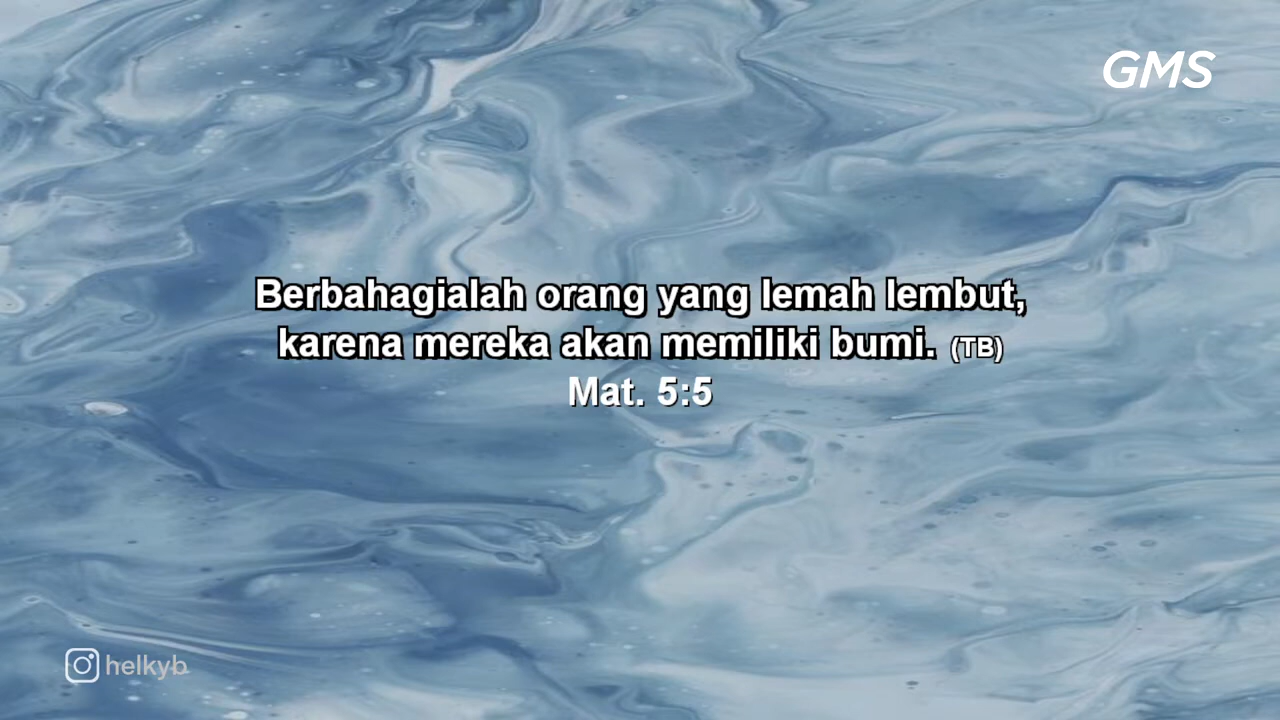 GMS
Berbahagialah orang yang lemah lembut,
karena mereka akan memiliki bumi. (TB)
Mat. 5:5
helkyb